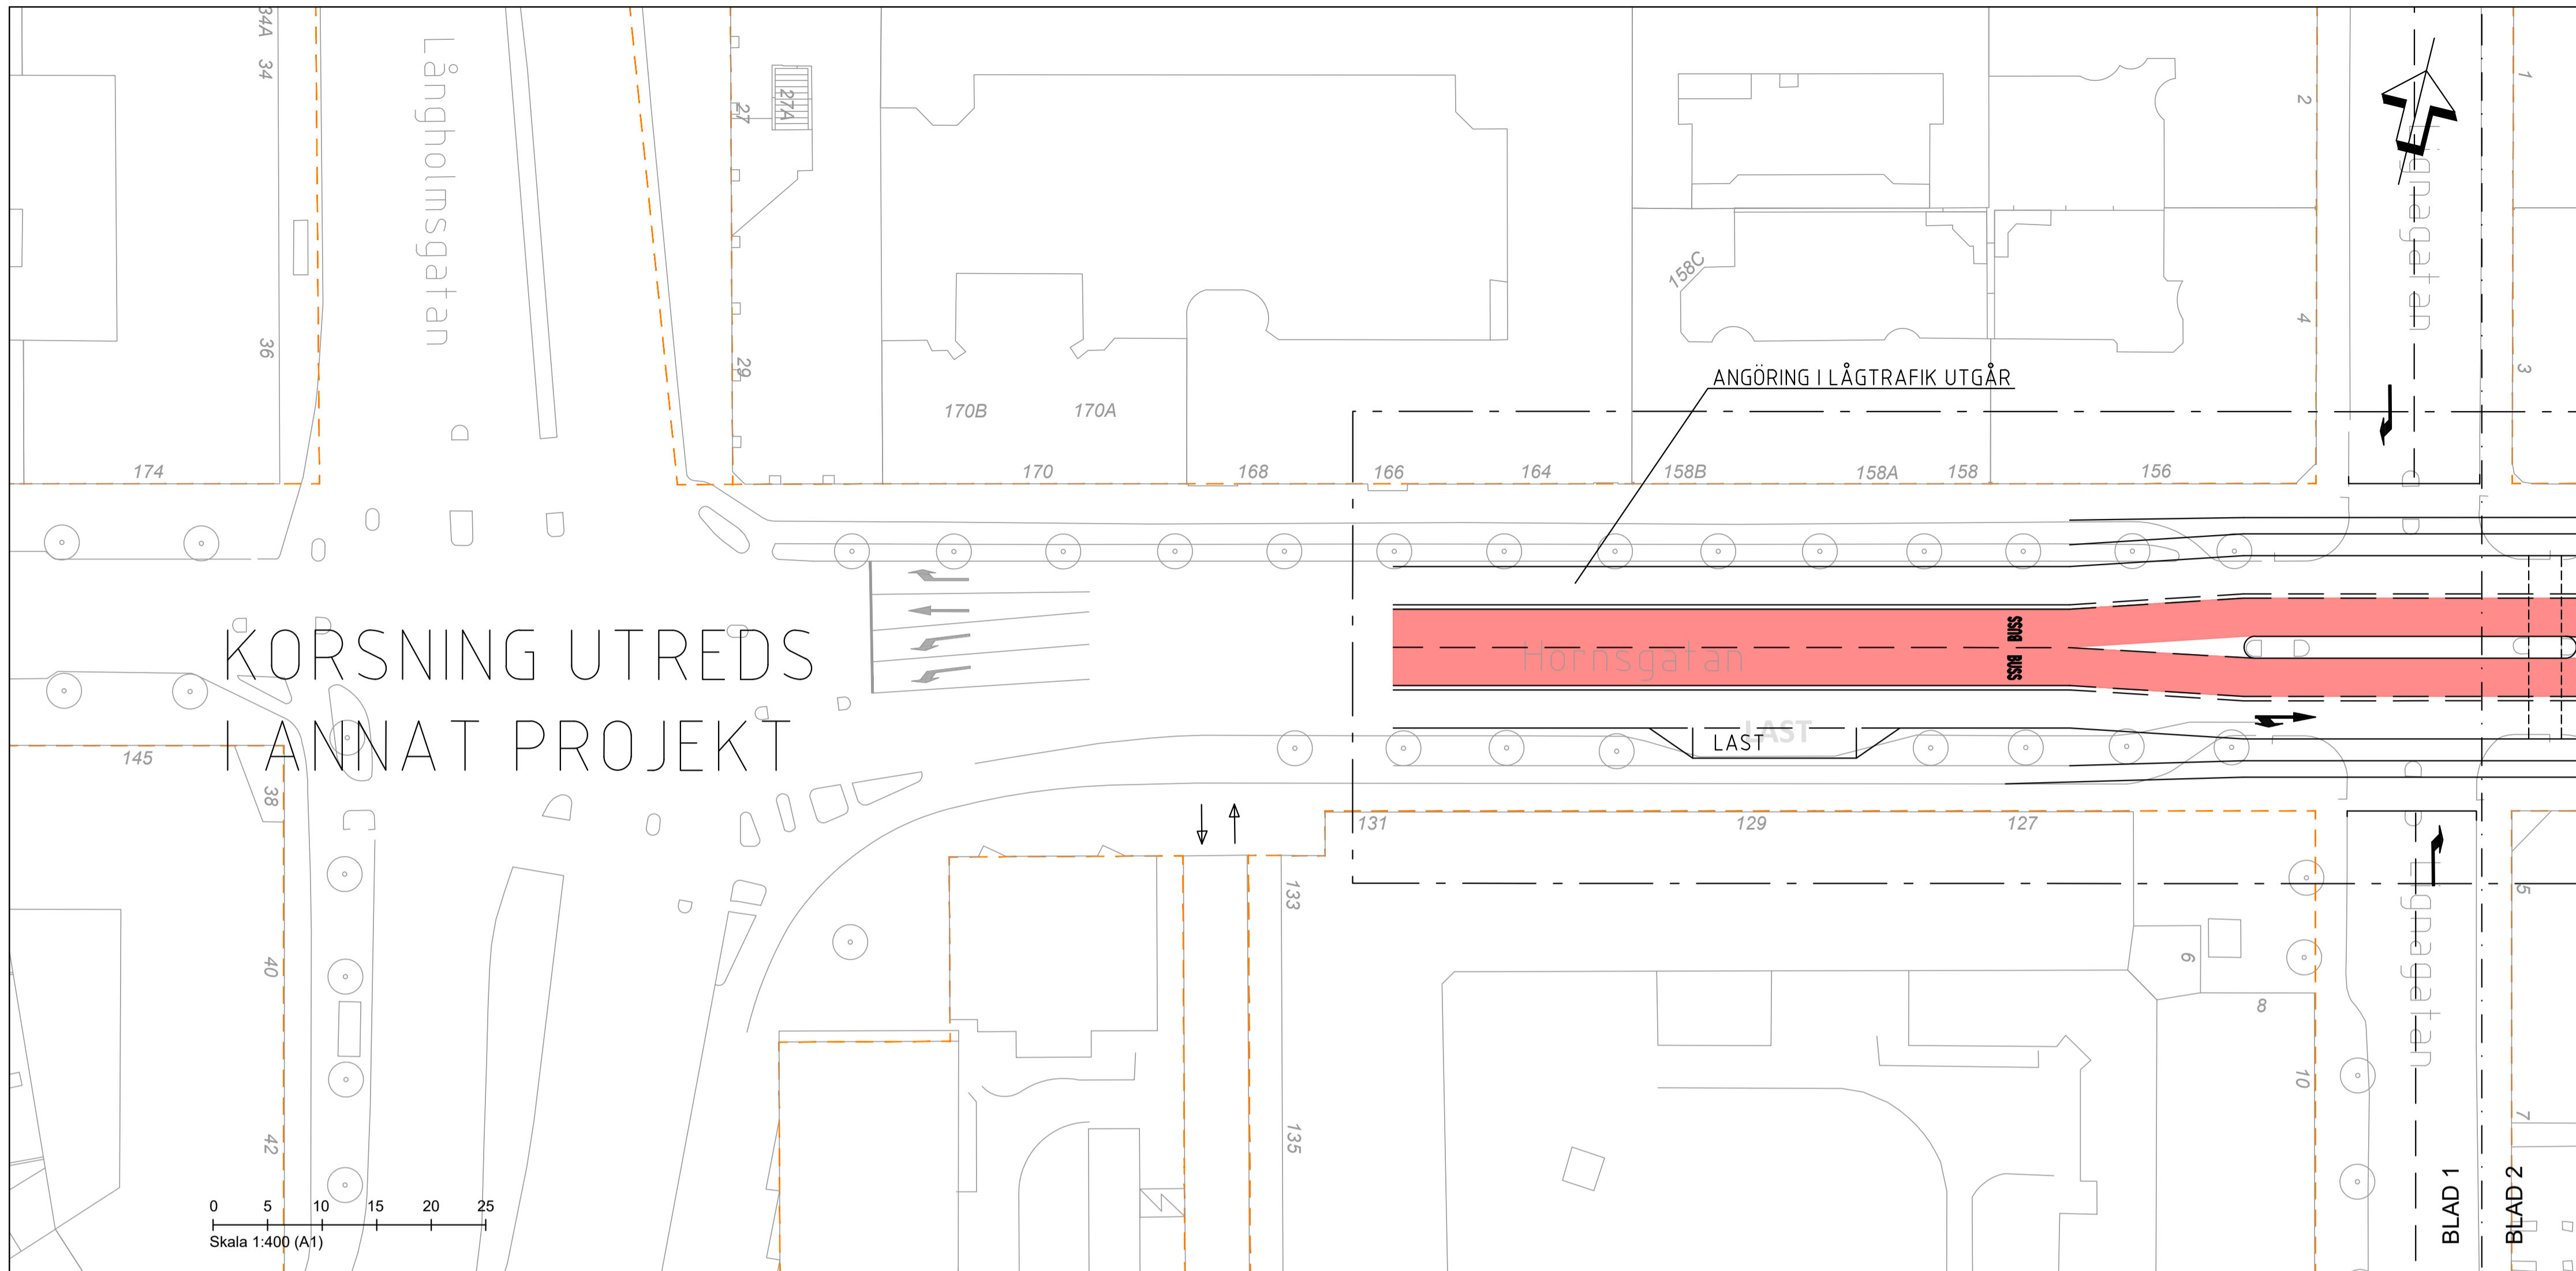 34A
34
36
Långholmsgatan
27
27A
29
174
170B
170A
170
168
166
164
158C
158B
158A
158
156
2
4
1
3
Lignagatan
ANGÖRING I LÅGTRAFIK UTGÅR
KORSNING UTREDS
I ANNAT PROJEKT
Hornsgatan
BUSS
BUSS
LAST
LAST
145
38
40
42
131
129
127
133
135
6
8
10
5
7
Lignagatan
BLAD 1
BLAD 2
0 5 10 15 20 25
Skala 1:400 (A1)